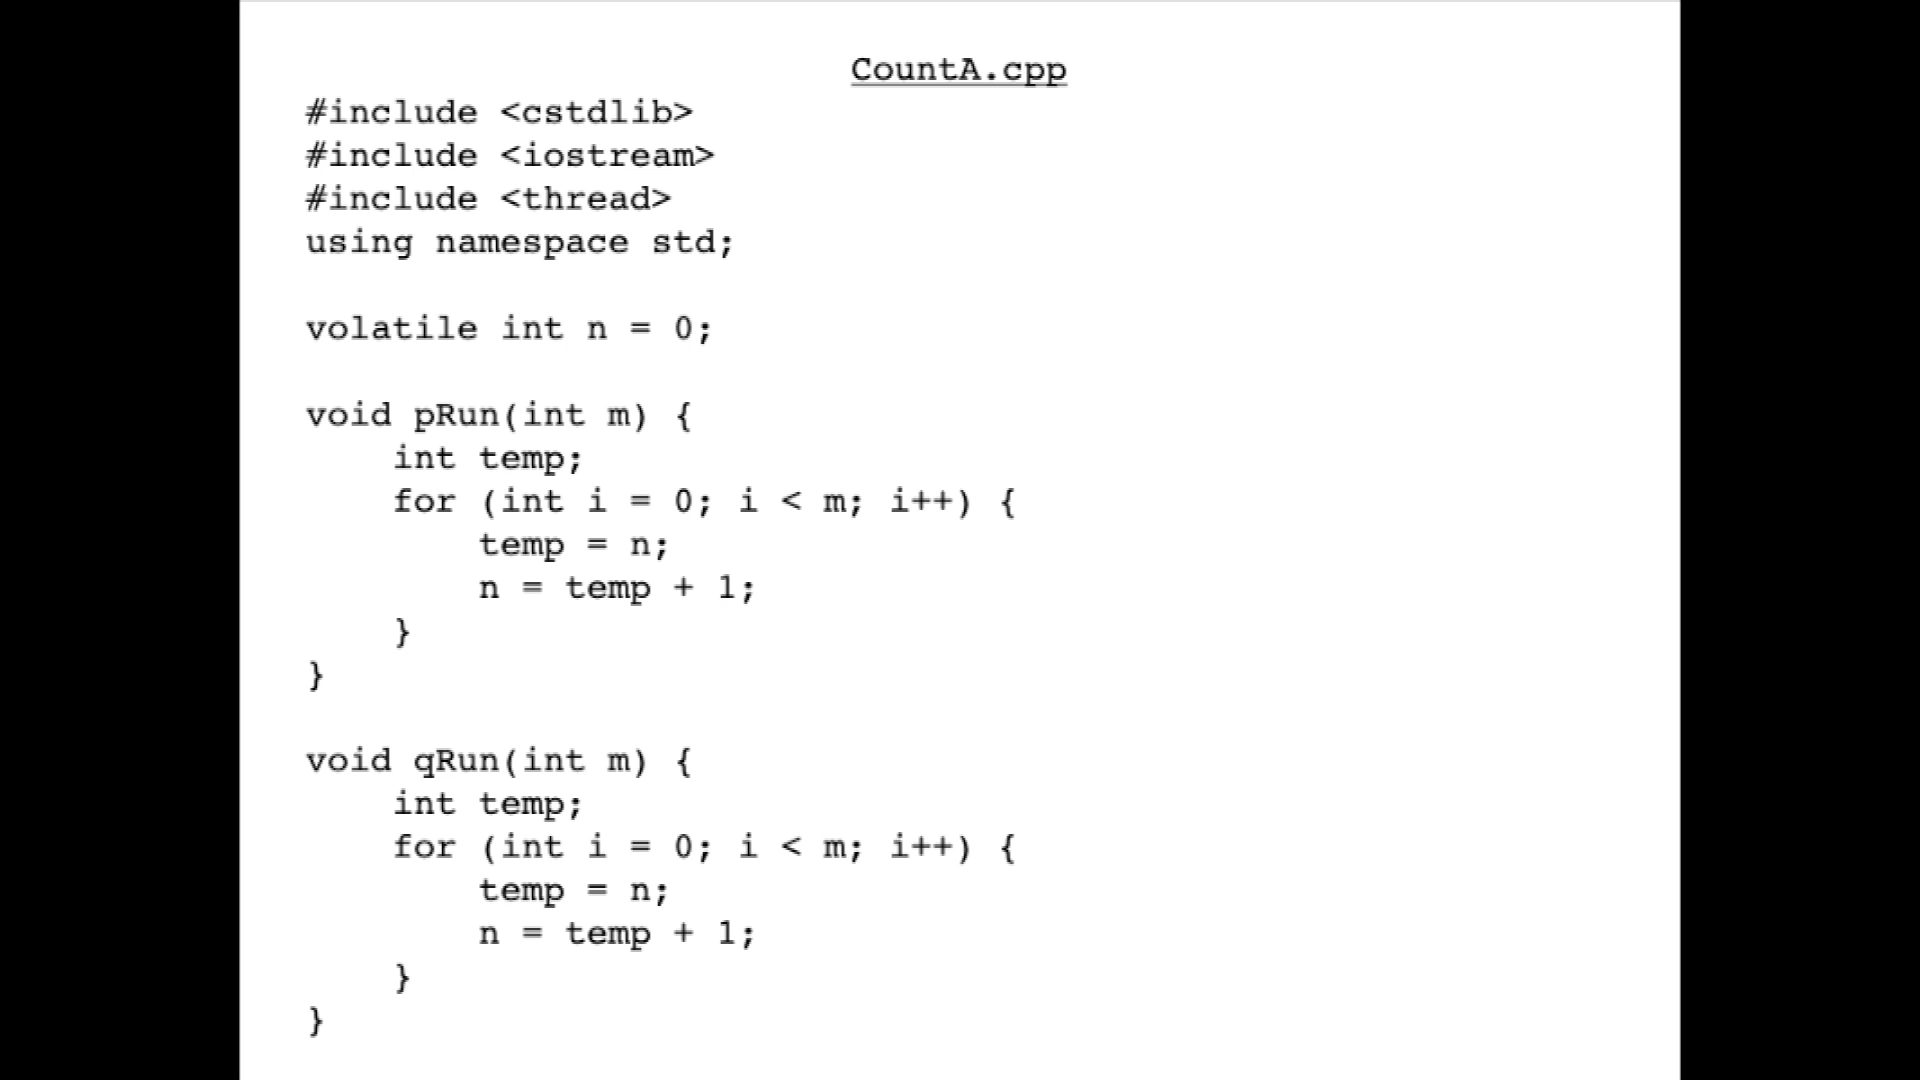 CountA.cpp
#include <cstdlib>
#include <iostream>
#include <thread>
using namespace std;
volatile int n = 0;
void pRun(int m) {
int temp;
for (int i = 0; i < m; i++) {
temp = n;
n = temp + 1;
}
}
void qRun(int m) {
int temp;
for (int i = 0; i < m; i++) {
temp = n;
n = temp + 1;
}
}